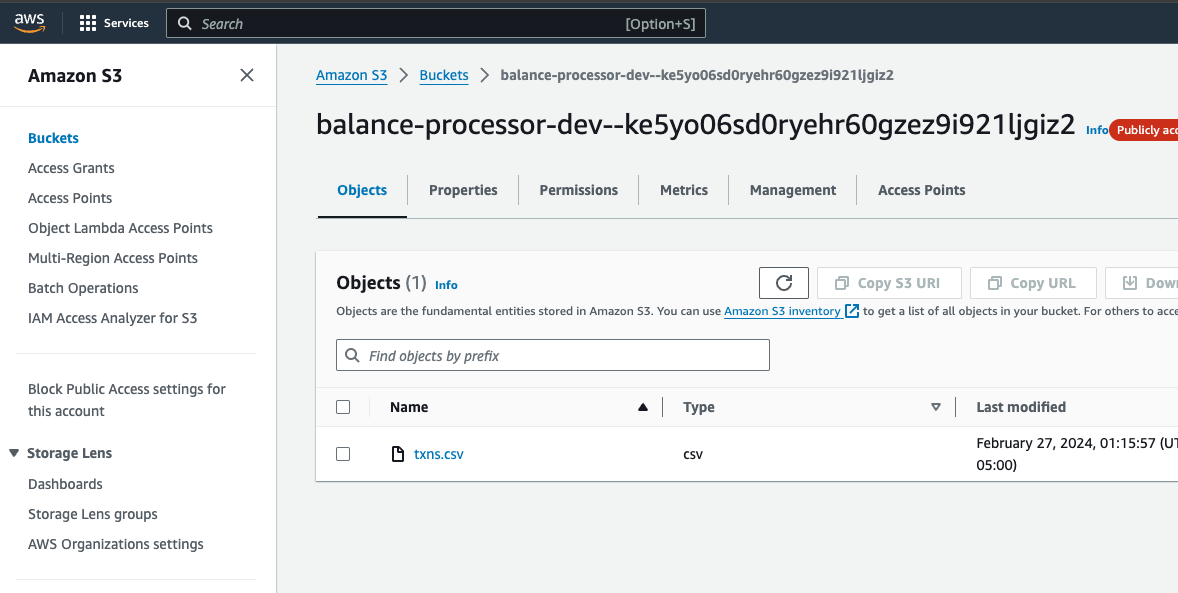 aws
Services
Search
[Option+S]
Amazon S3
Buckets
Access Grants
Access Points
Object Lambda Access Points
Multi-Region Access Points
Batch Operations
IAM Access Analyzer for S3
Block Public Access settings for
this account
Storage Lens
Dashboards
Storage Lens groups
AWS Organizations settings
Amazon S3 > Buckets > balance-processor-dev--ke5yo06sd0ryehr60gzez9i921ljgiz2
balance-processor-dev--ke5yo06sd0ryehr60gzez9i921ljgiz2 Info Publicly acc
Objects Properties Permissions Metrics Management Access Points
Objects (1) Info
Copy S3 URI Copy URL Down
Objects are the fundamental entities stored in Amazon S3. You can use Amazon S3 inventory to get a list of all objects in your bucket. For others to acce
Find objects by prefix
Name Type Last modified
txns.csv csv February 27, 2024, 01:15:57 (UT
05:00)